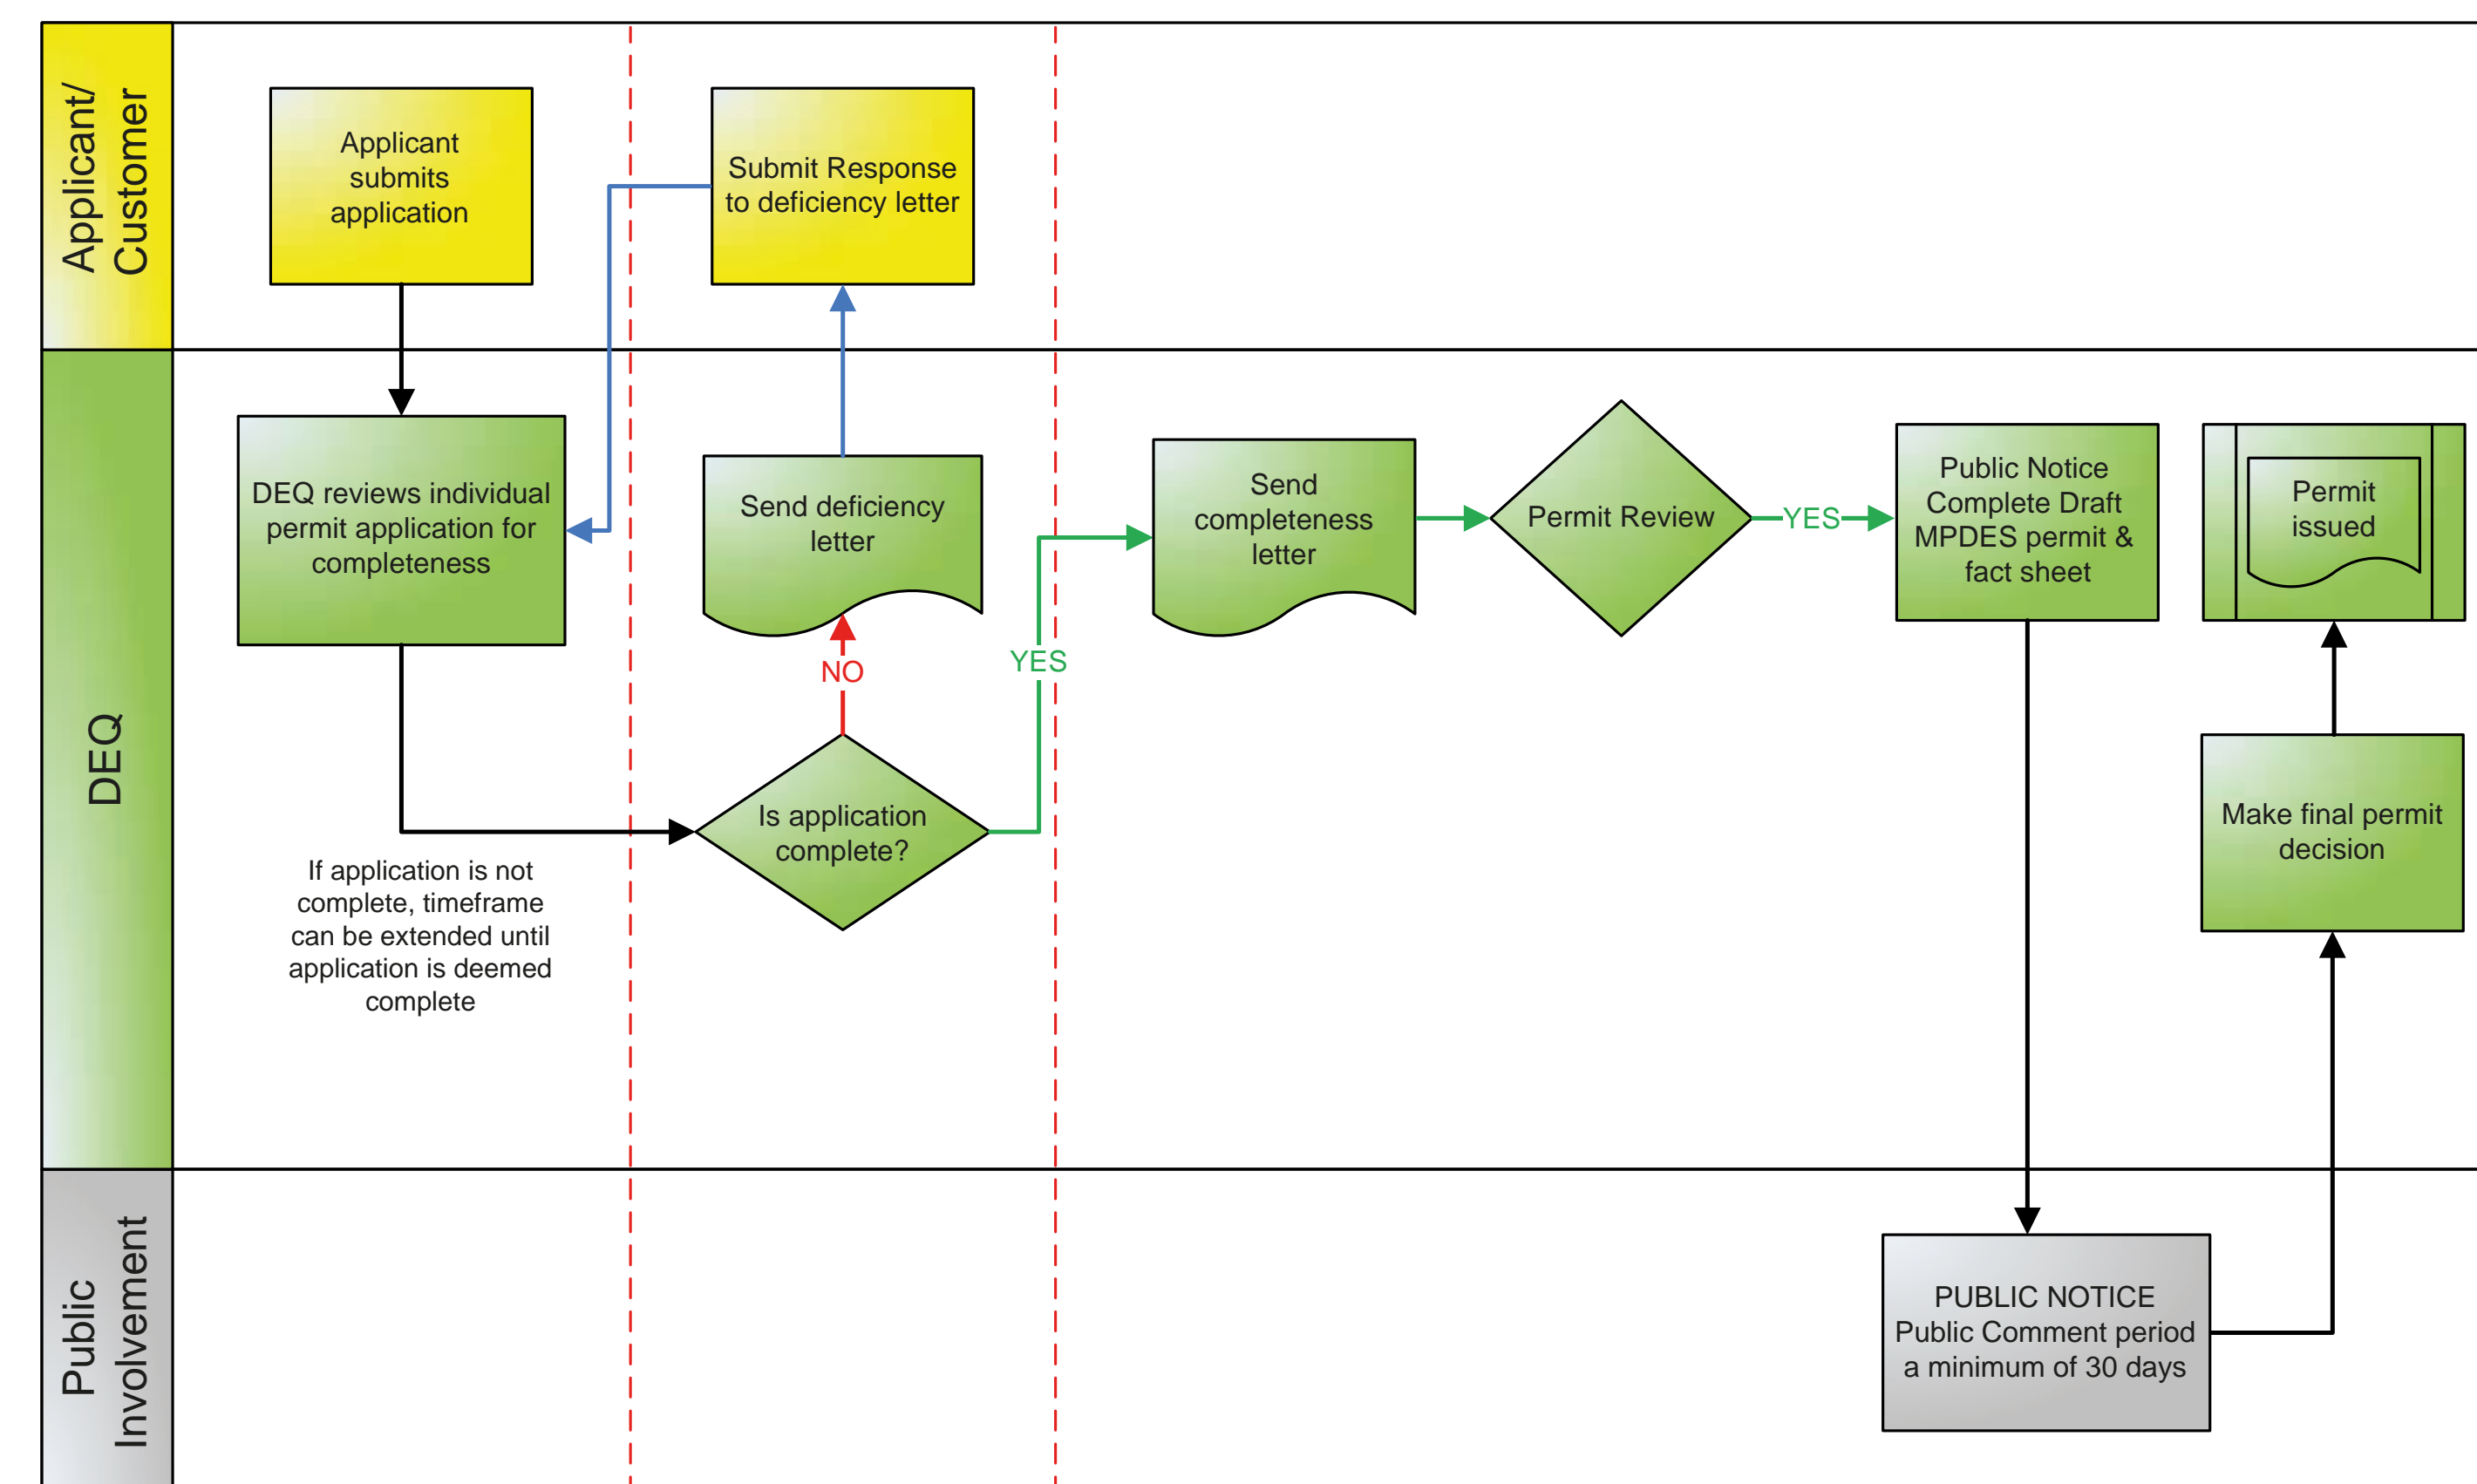 Applicant/
Customer
Applicant
submits
application
Submit Response
to deficiency letter
DEQ
DEQ reviews individual
permit application for
completeness
If application is not
complete, timeframe
can be extended until
application is deemed
complete
Send deficiency
letter
NO
Is application
complete?
YES
Send
completeness
letter
Permit Review
YES
Public Notice
Complete Draft
MPDES permit &
fact sheet
Permit
issued
Make final permit
decision
Public
Involvement
PUBLIC NOTICE
Public Comment period
a minimum of 30 days